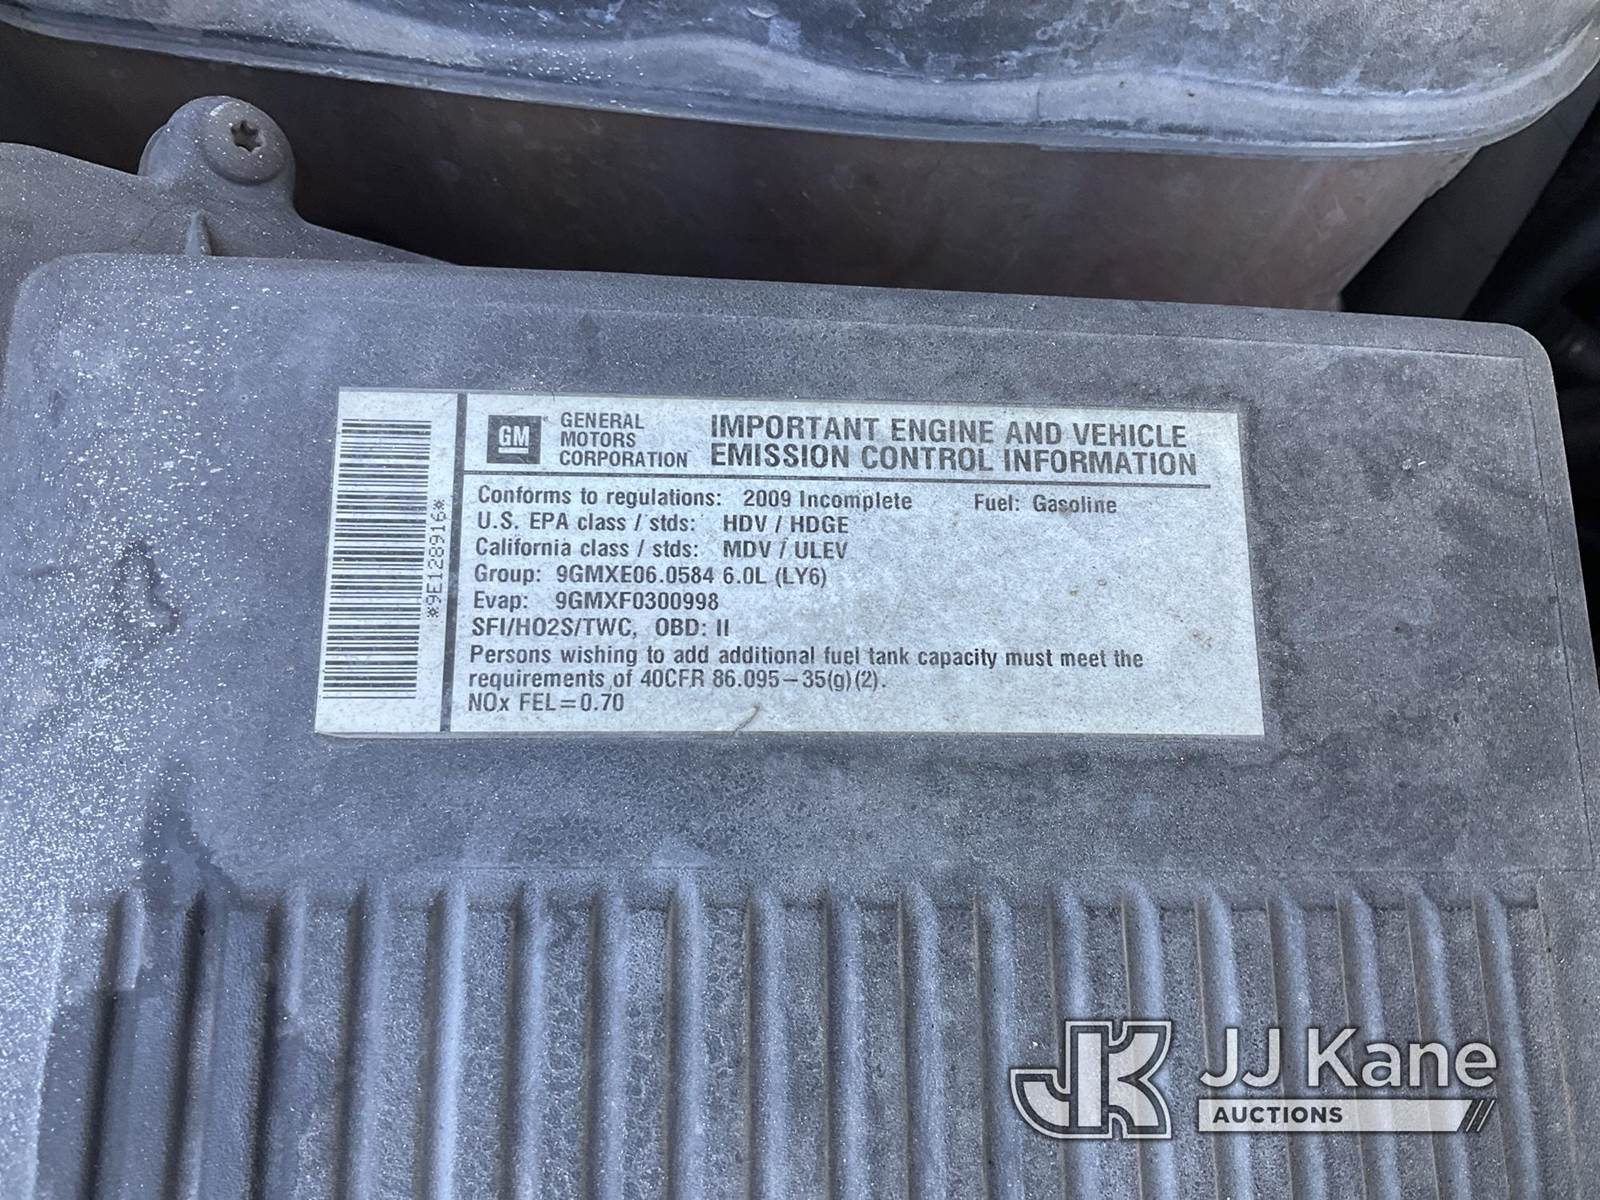 *9E128916*
GM
GENERAL
MOTORS
CORPORATION
IMPORTANT ENGINE AND VEHICLE
EMISSION CONTROL INFORMATION
Conforms to regulations: 2009 Incomplete Fuel: Gasoline
U.S. EPA class / stds: HDV / HDGE
California class / stds: MDV / ULEV
Group: 9GMXE06.0584 6.0L (LY6)
Evap: 9GMXF0300998
SFI/HO2S/TWC, OBD: II
Persons wishing to add additional fuel tank capacity must meet the
requirements of 40CFR 86.095-35(g)(2).
NOx FEL=0.70
JK
JJ Kane
AUCTIONS